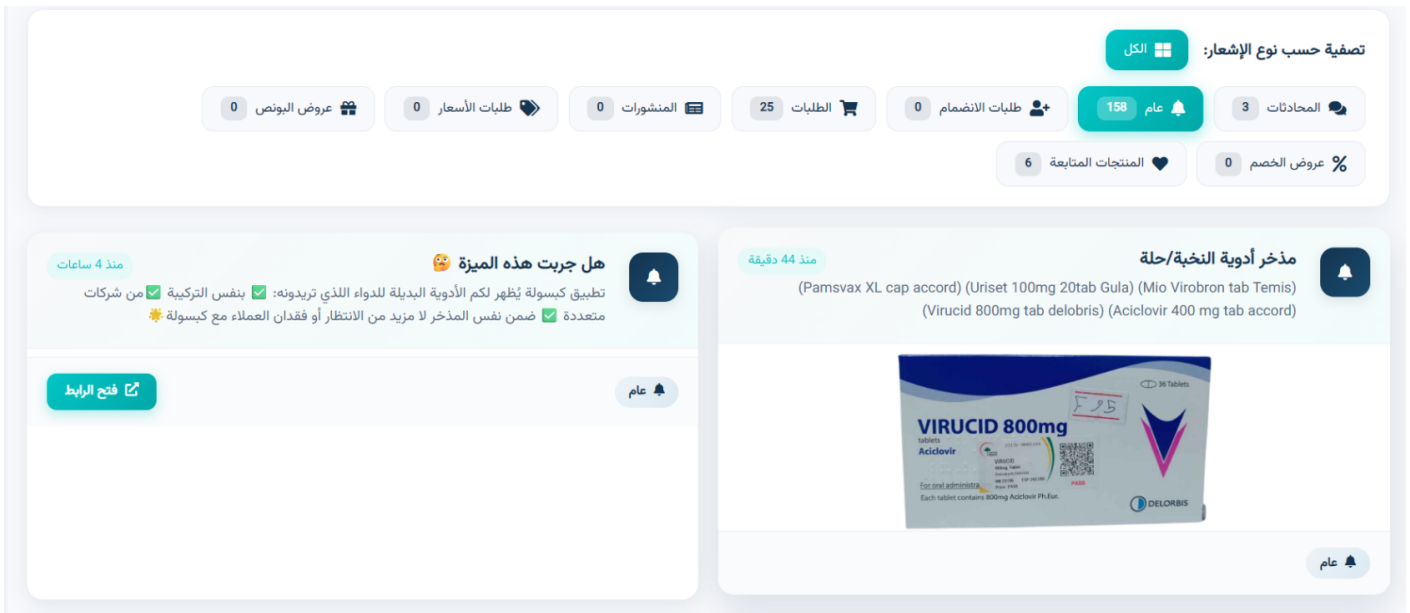 تصفية حسب نوع الإشعار:
الكل
المحادثات 3
عام 158
طلبات الانضمام 0
الطلبات 25
المنشورات 0
طلبات الأسعار 0
عروض البونص 0
عروض الخصم 0
المنتجات المتابعة 6
مذخر أدوية النخبة/حلة
منذ 44 دقيقة
(Pamsvax XL cap accord) (Uriset 100mg 20tab Gula) (Mio Virobron tab Temis)
(Virucid 800mg tab delobris) (Aciclovir 400 mg tab accord)
36 Tablets
VIRUCID 800mg
tablets
Aciclovir
VIRUCID
PASS
For oral administra
Each tablet contains 800mg Aciclovir Ph.Eur.
DELORBIS
عام
هل جربت هذه الميزة 🤔
منذ 4 ساعات
تطبيق كبسولة يُظهر لكم الأدوية البديلة للدواء اللذي تريدونه: ✅ بنفس التركيبة ✅من شركات
متعددة ✅ ضمن نفس المذخر لا مزيد من الانتظار أو فقدان العملاء مع كبسولة🌟
عام
فتح الرابط